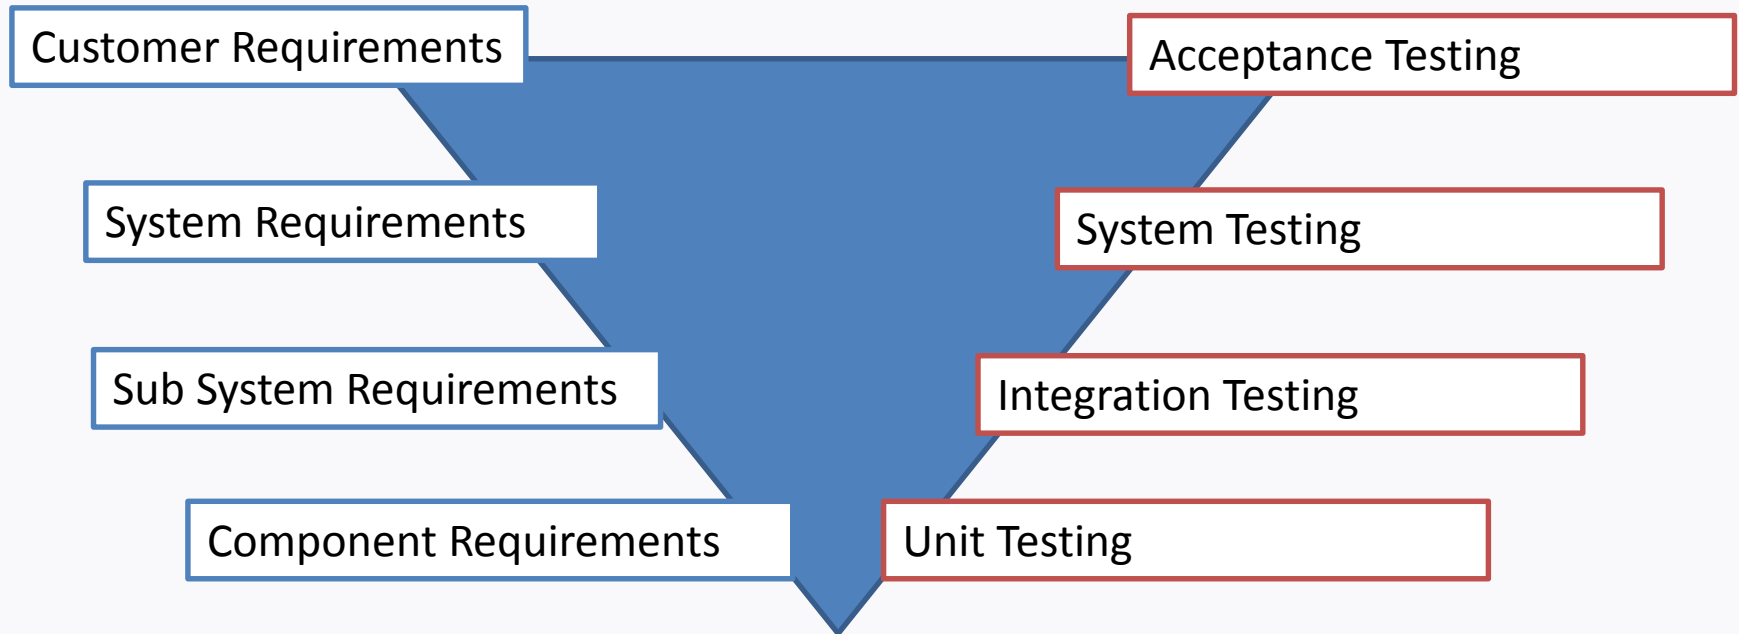 Customer Requirements
Acceptance Testing
System Requirements
System Testing
Sub System Requirements
Integration Testing
Component Requirements
Unit Testing